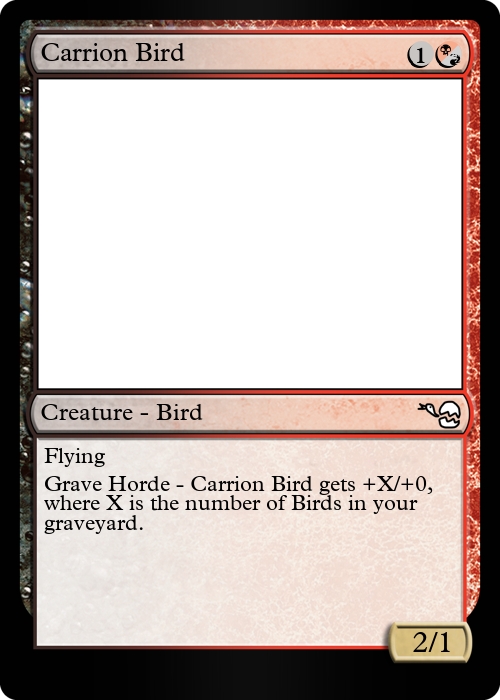 Carrion Bird 1
Creature - Bird
Flying
Grave Horde - Carrion Bird gets +X/+0,
where X is the number of Birds in your
graveyard.
2/1